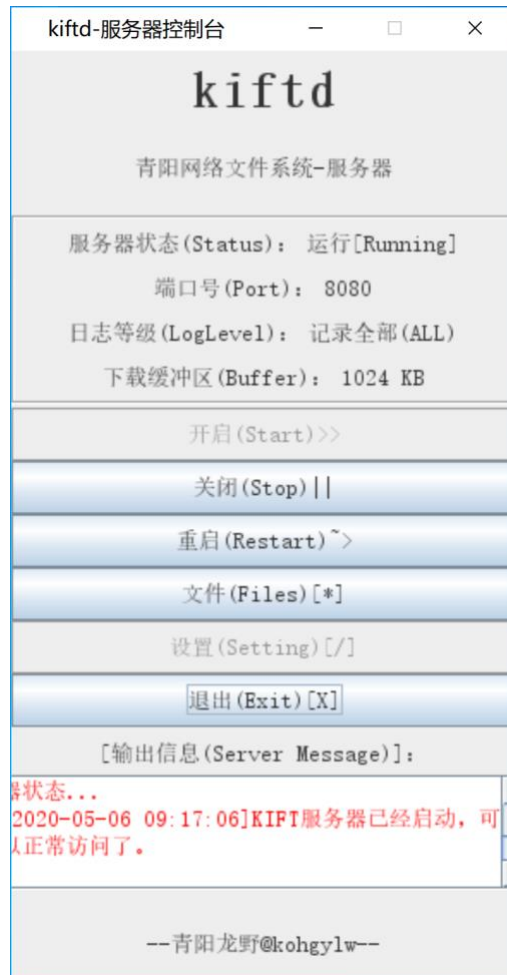 kiftd-服务器控制台
kiftd
青阳网络文件系统-服务器
服务器状态(Status): 运行[Running]
端口号(Port): 8080
日志等级(LogLevel): 记录全部(ALL)
下载缓冲区(Buffer): 1024 KB
开启(Start)>>
关闭(Stop)||
重启(Restart)~>
文件(Files)[*]
设置(Setting)[/]
退出(Exit)[X]
[输出信息(Server Message)]:
器状态...
2020-05-06 09:17:06]KIFT服务器已经启动，可
以正常访问了。
--青阳龙野@kohgylw--